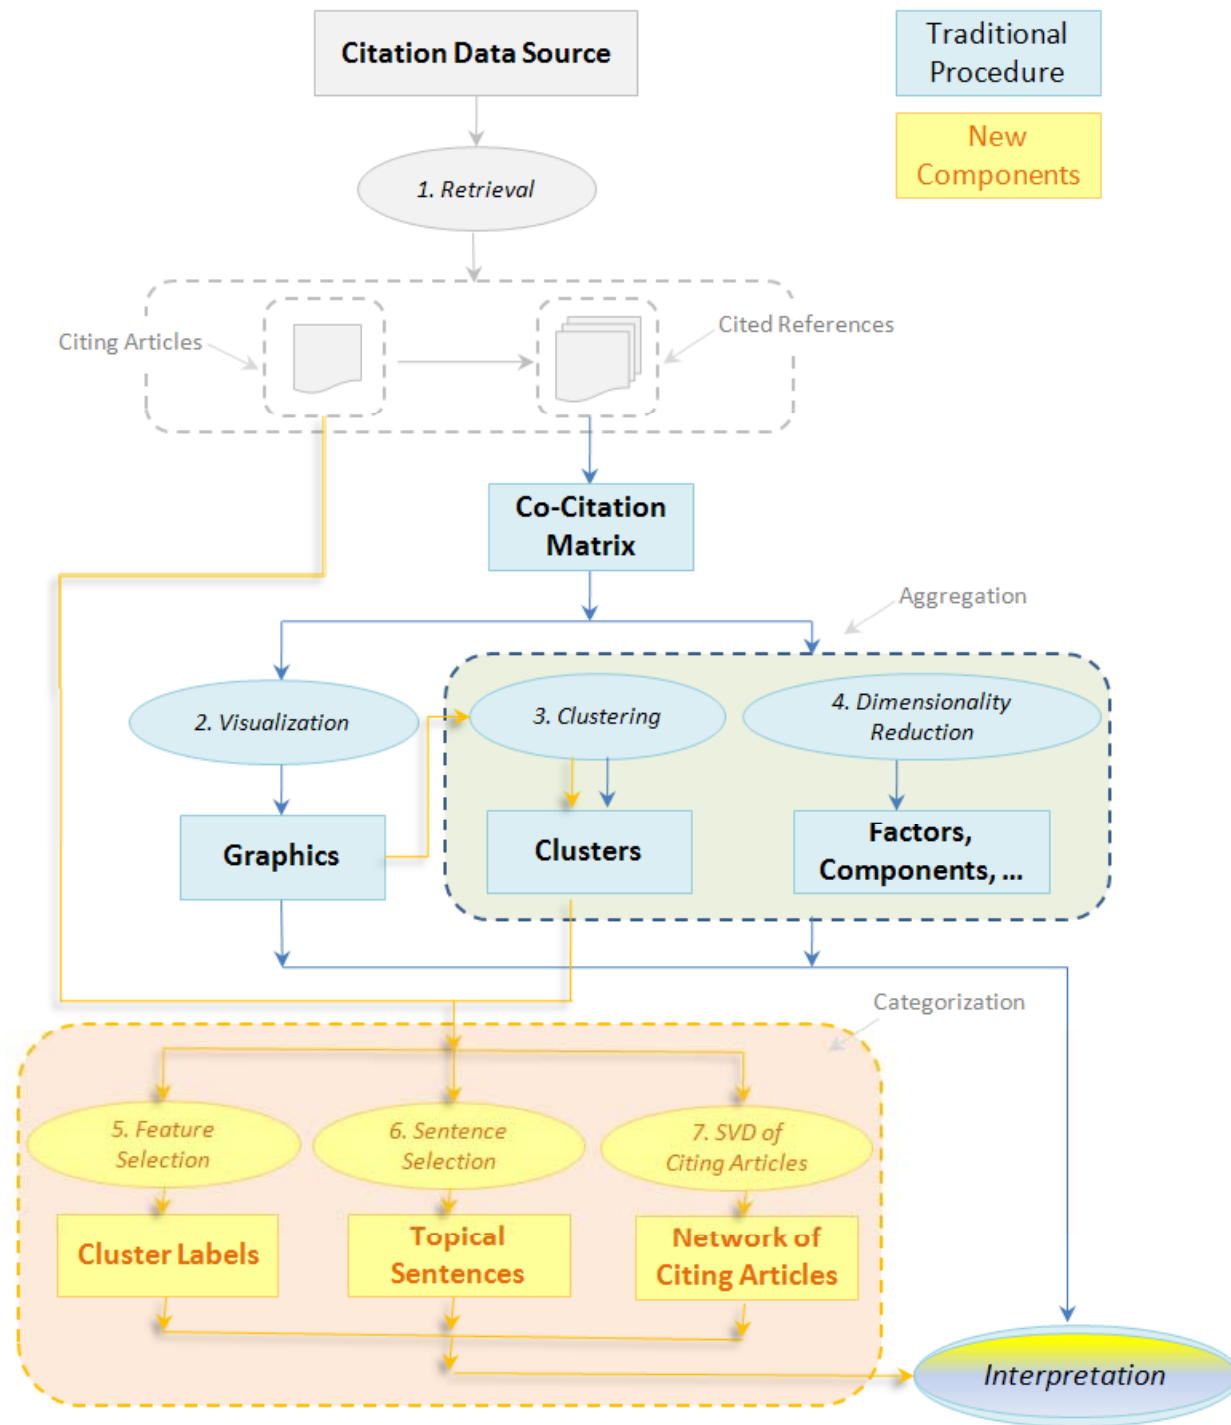 Citation Data Source
Traditional
Procedure
New
Components
1. Retrieval
Citing Articles
Cited References
Co-Citation
Matrix
Aggregation
2. Visualization
3. Clustering
4. Dimensionality
Reduction
Graphics
Clusters
Factors,
Components, ...
Categorization
5. Feature
Selection
6. Sentence
Selection
7. SVD of
Citing Articles
Cluster Labels
Topical
Sentences
Network of
Citing Articles
Interpretation